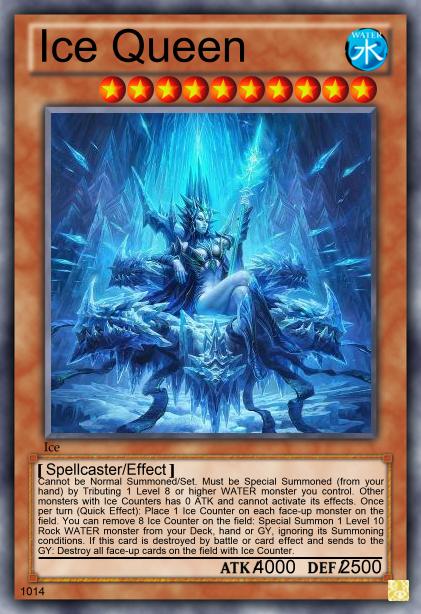 Ice Queen
WATER
水
Ice
[ Spellcaster/Effect ]
Cannot be Normal Summoned/Set. Must be Special Summoned (from your
hand) by Tributing 1 Level 8 or higher WATER monster you control. Other
monsters with Ice Counters has 0 ATK and cannot activate its effects. Once
per turn (Quick Effect): Place 1 Ice Counter on each face-up monster on the
field. You can remove 8 Ice Counter on the field: Special Summon 1 Level 10
Rock WATER monster from your Deck, hand or GY, ignoring its Summoning
conditions. If this card is destroyed by battle or card effect and sends to the
GY: Destroy all face-up cards on the field with Ice Counter.
ATK 4000 DEF 2500
1014